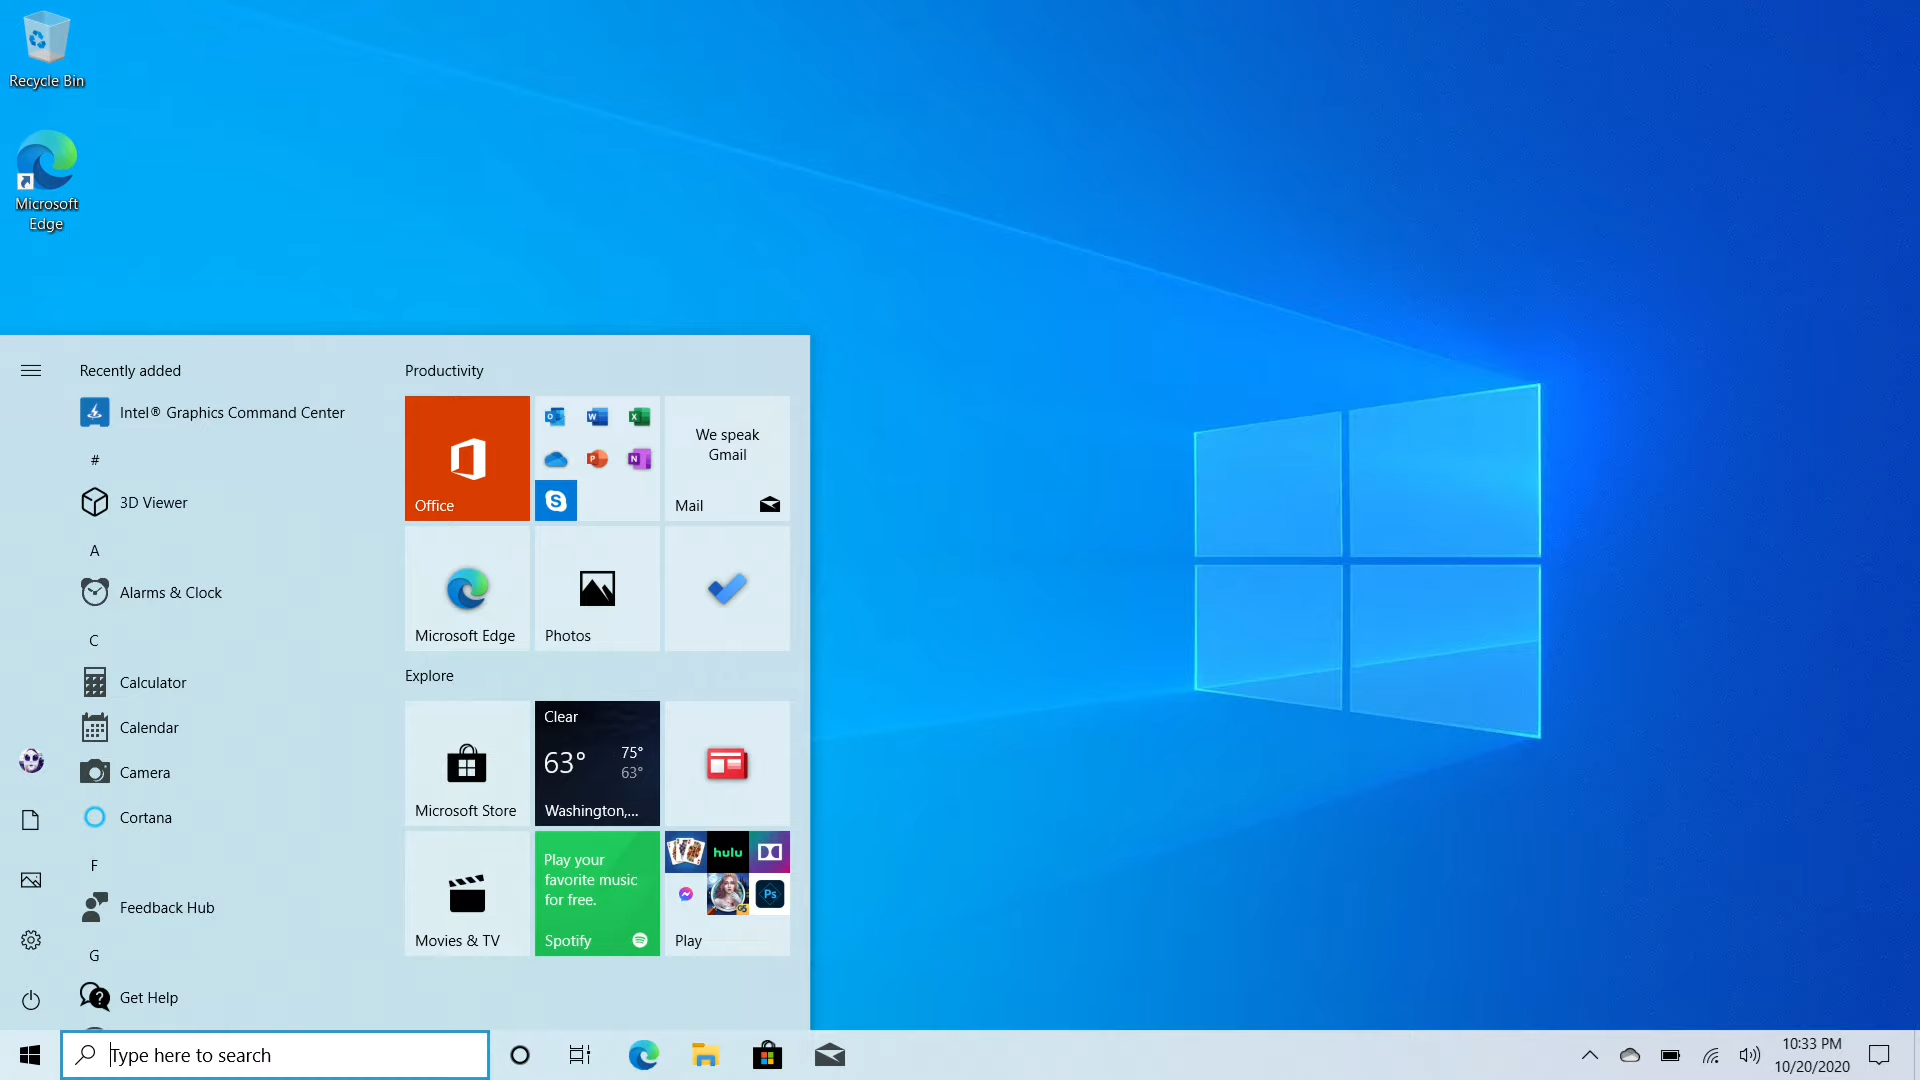 Recycle Bin
Microsoft
Edge
Recently added
Intel® Graphics Command Center
#
3D Viewer
A
Alarms & Clock
C
Calculator
Calendar
Camera
Cortana
F
Feedback Hub
G
Get Help
Productivity
Office
We speak
Gmail
Mail
Microsoft Edge
Photos
Explore
Microsoft Store
Clear
63°
75°
63°
Washington,...
Movies & TV
Play your
favorite music
for free.
Spotify
hulu
Ps
Play
Type here to search
10:33 PM
10/20/2020